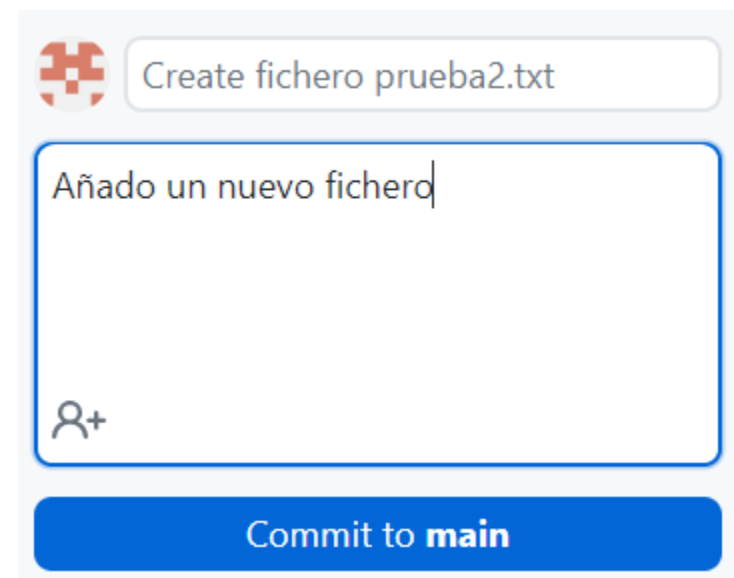 Create fichero prueba2.txt
Añado un nuevo fichero
Commit to main